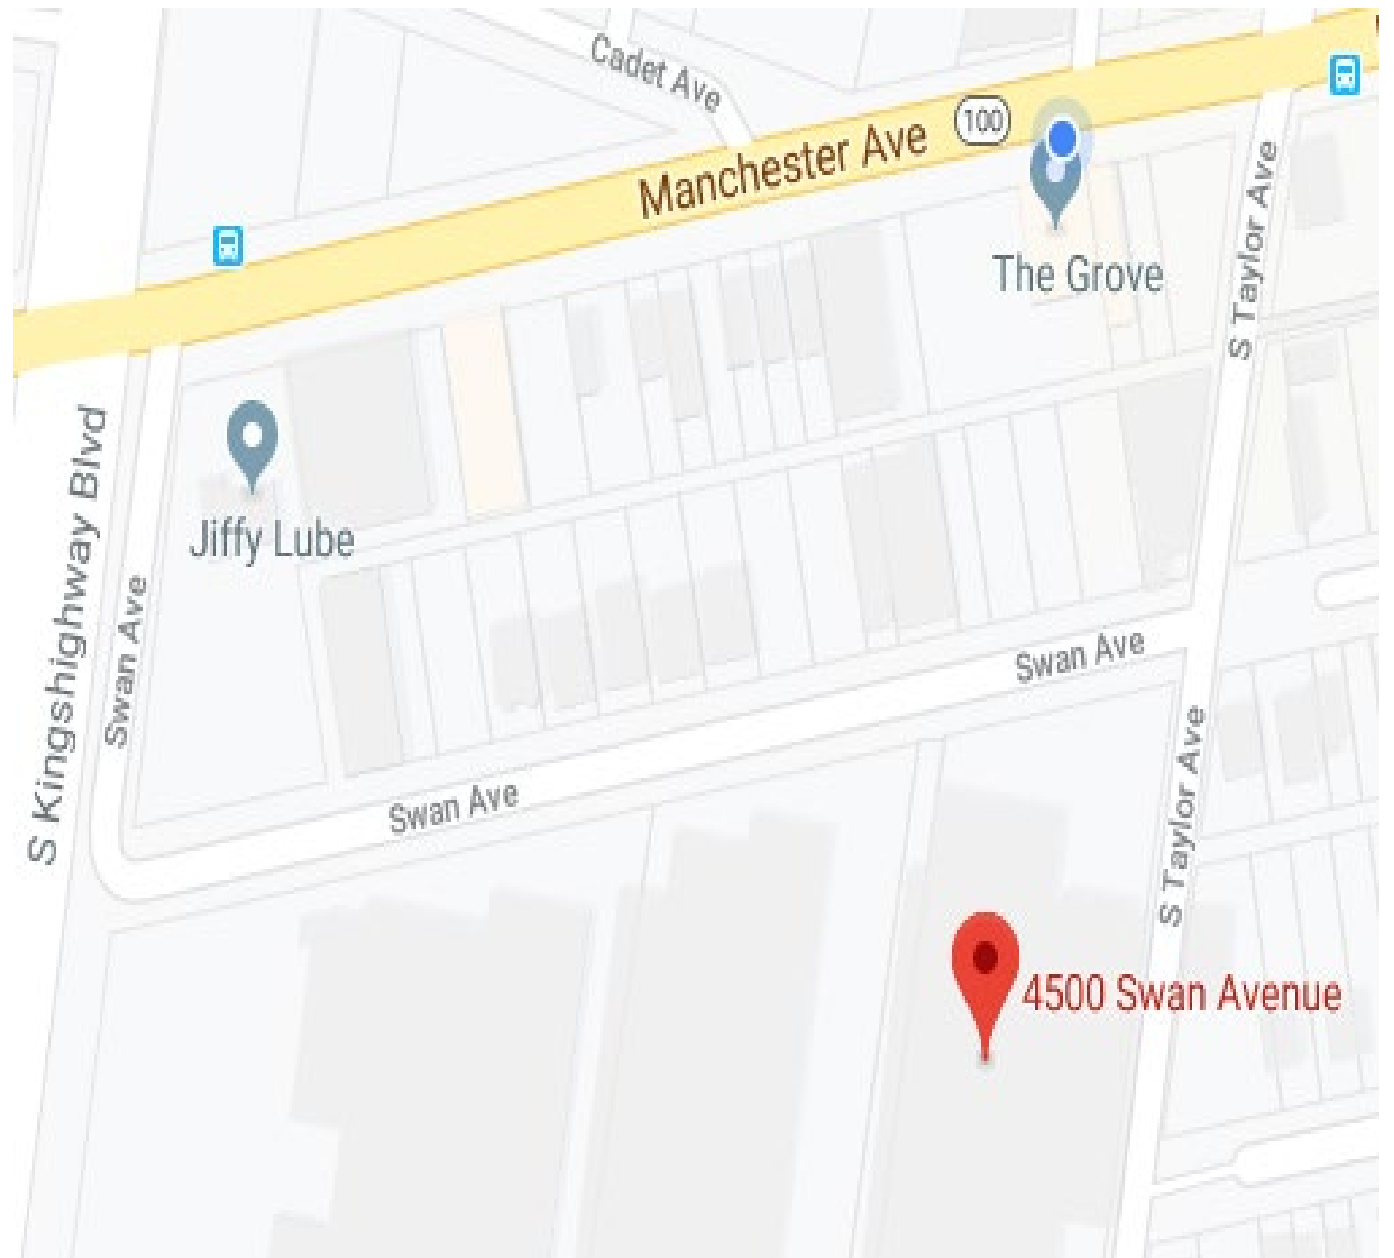 Cadet Ave
100
Manchester Ave
The Grove
S Taylor Ave
Jiffy Lube
S Kingshighway Blvd
Swan Ave
Swan Ave
Swan Ave
S Taylor Ave
4500 Swan Avenue